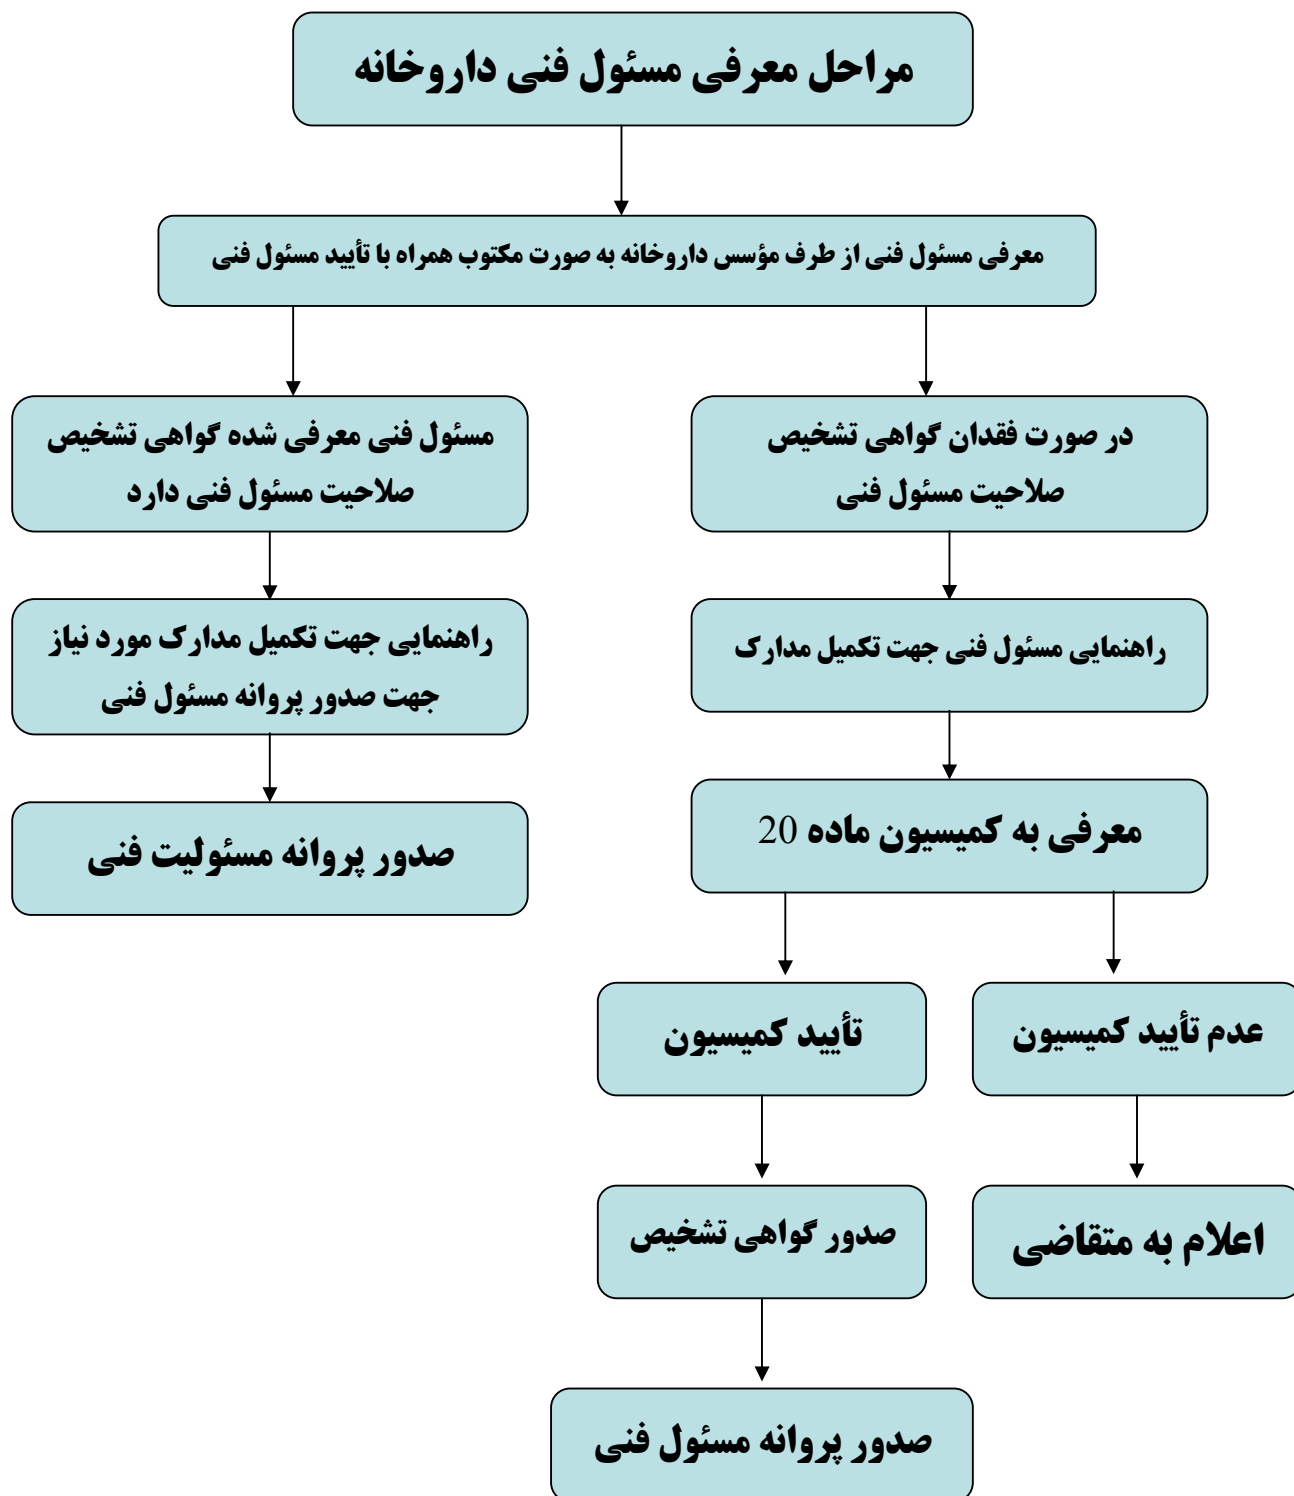 مراحل معرفی مسئول فنی داروخانه
معرفی مسئول فنی از طرف مؤسس داروخانه به صورت مکتوب همراه با تأیید مسئول فنی
در صورت فقدان گواهی تشخیص
صلاحیت مسئول فنی
مسئول فنی معرفی شده گواهی تشخیص
صلاحیت مسئول فنی دارد
راهنمایی مسئول فنی جهت تکمیل مدارک
راهنمایی جهت تکمیل مدارک مورد نیاز
جهت صدور پروانه مسئول فنی
معرفی به کمیسیون ماده 20
صدور پروانه مسئولیت فنی
عدم تأیید کمیسیون
تأیید کمیسیون
اعلام به متقاضی
صدور گواهی تشخیص
صدور پروانه مسئول فنی